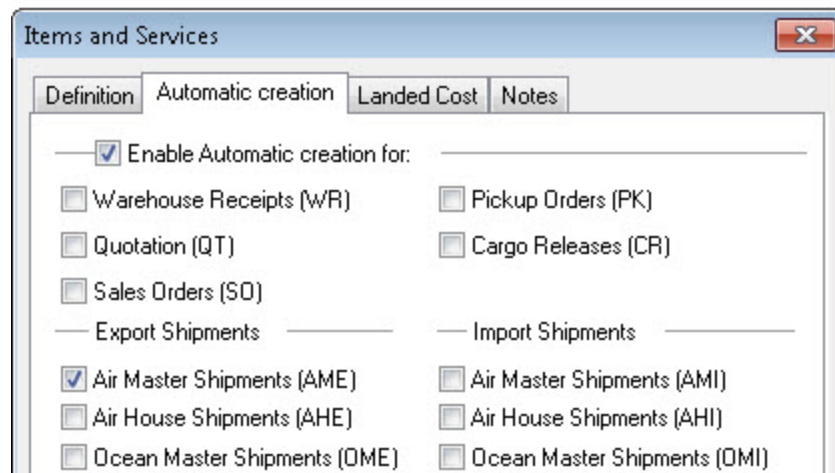 Items and Services
Definition Automatic creation Landed Cost Notes
Enable Automatic creation for:
Warehouse Receipts (WR) Pickup Orders (PK)
Quotation (QT) Cargo Releases (CR)
Sales Orders (SO)
Export Shipments Import Shipments
Air Master Shipments (AME) Air Master Shipments (AMI)
Air House Shipments (AHE) Air House Shipments (AHI)
Ocean Master Shipments (OME) Ocean Master Shipments (OMI)